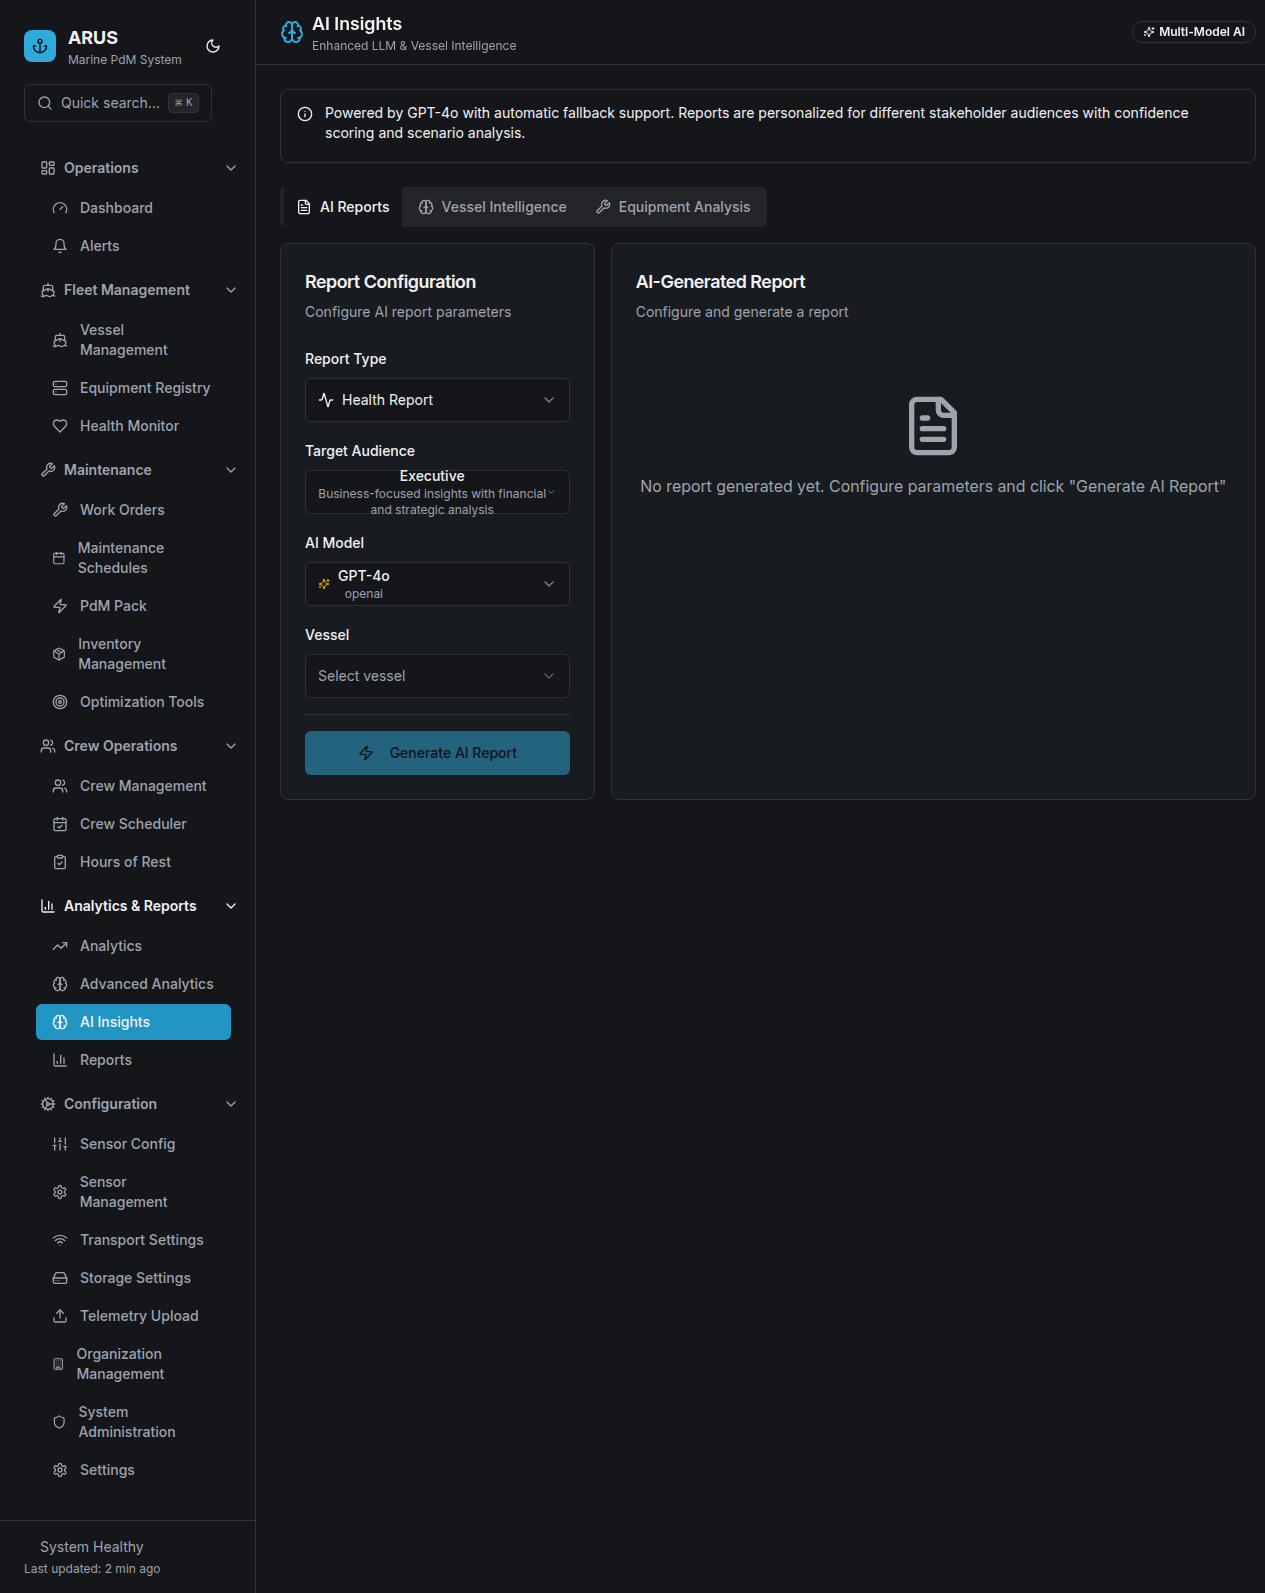 ARUS
Marine PdM System
Quick search...
⌘ K
Operations
Dashboard
Alerts
Fleet Management
Vessel
Management
Equipment Registry
Health Monitor
Maintenance
Work Orders
Maintenance
Schedules
PdM Pack
Inventory
Management
Optimization Tools
Crew Operations
Crew Management
Crew Scheduler
Hours of Rest
Analytics & Reports
Analytics
Advanced Analytics
AI Insights
Reports
Configuration
Sensor Config
Sensor
Management
Transport Settings
Storage Settings
Telemetry Upload
Organization
Management
System
Administration
Settings
System Healthy
Last updated: 2 min ago
AI Insights
Enhanced LLM & Vessel Intelligence
Multi-Model AI
Powered by GPT-4o with automatic fallback support. Reports are personalized for different stakeholder audiences with confidence
scoring and scenario analysis.
AI Reports
Vessel Intelligence
Equipment Analysis
Report Configuration
Configure AI report parameters
Report Type
Health Report
Target Audience
Executive
Business-focused insights with financial
and strategic analysis
AI Model
GPT-4o
openai
Vessel
Select vessel
Generate AI Report
AI-Generated Report
Configure and generate a report
No report generated yet. Configure parameters and click "Generate AI Report"